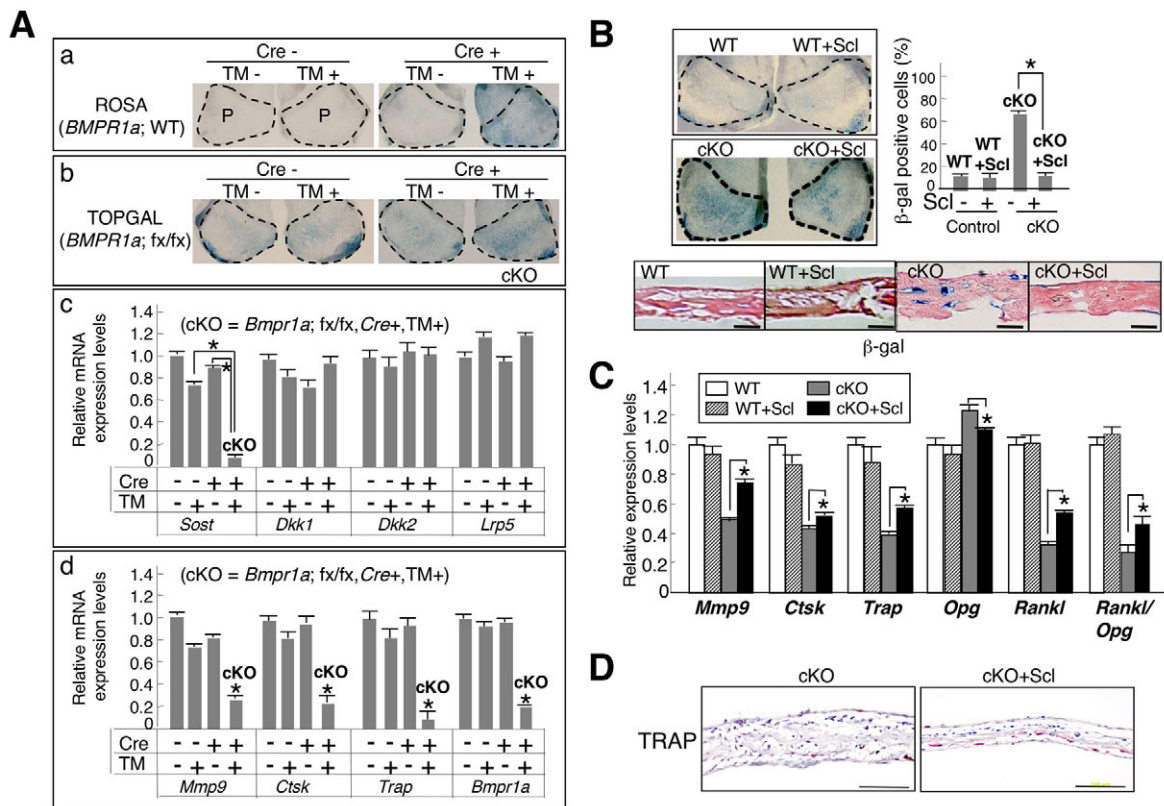 A
a
Cre - Cre +
TM - TM + TM - TM +
ROSA
(BMPR1a; WT)
P P
b
Cre - Cre +
TM - TM + TM - TM +
TOPGAL
(BMPR1a; fx/fx)
cKO
c
(cKO = Bmpr1a; fx/fx, Cre+,TM+)
Relative mRNA
expression levels
1.4
1.2
1.0
0.8
0.6
0.4
0.2
0
* *
cKO
Cre - - + + - - + + - - + + - - + +
TM - + - + - + - + - + - + - + - +
Sost Dkk1 Dkk2 Lrp5
d
(cKO = Bmpr1a; fx/fx, Cre+,TM+)
Relative mRNA
expression levels
1.4
1.2
1.0
0.8
0.6
0.4
0.2
0
cKO cKO cKO cKO
* * * *
Cre - - + + - - + + - - + + - - + +
TM - + - + - + - + - + - + - + - +
Mmp9 Ctsk Trap Bmpr1a
B
WT WT+Scl
cKO cKO+Scl
β-gal positive cells (%)
100
80
60
40
20
0
*
WT
WT
+Scl
cKO
cKO
+Scl
Scl - + - +
Control cKO
WT WT+Scl cKO cKO+Scl
β-gal
C
WT cKO
WT+Scl cKO+Scl
Relative expression levels
1.4
1.2
1.0
0.8
0.6
0.4
0.2
0
* * * * * *
Mmp9 Ctsk Trap Opg Rankl Rankl/
Opg
D
cKO cKO+Scl
TRAP